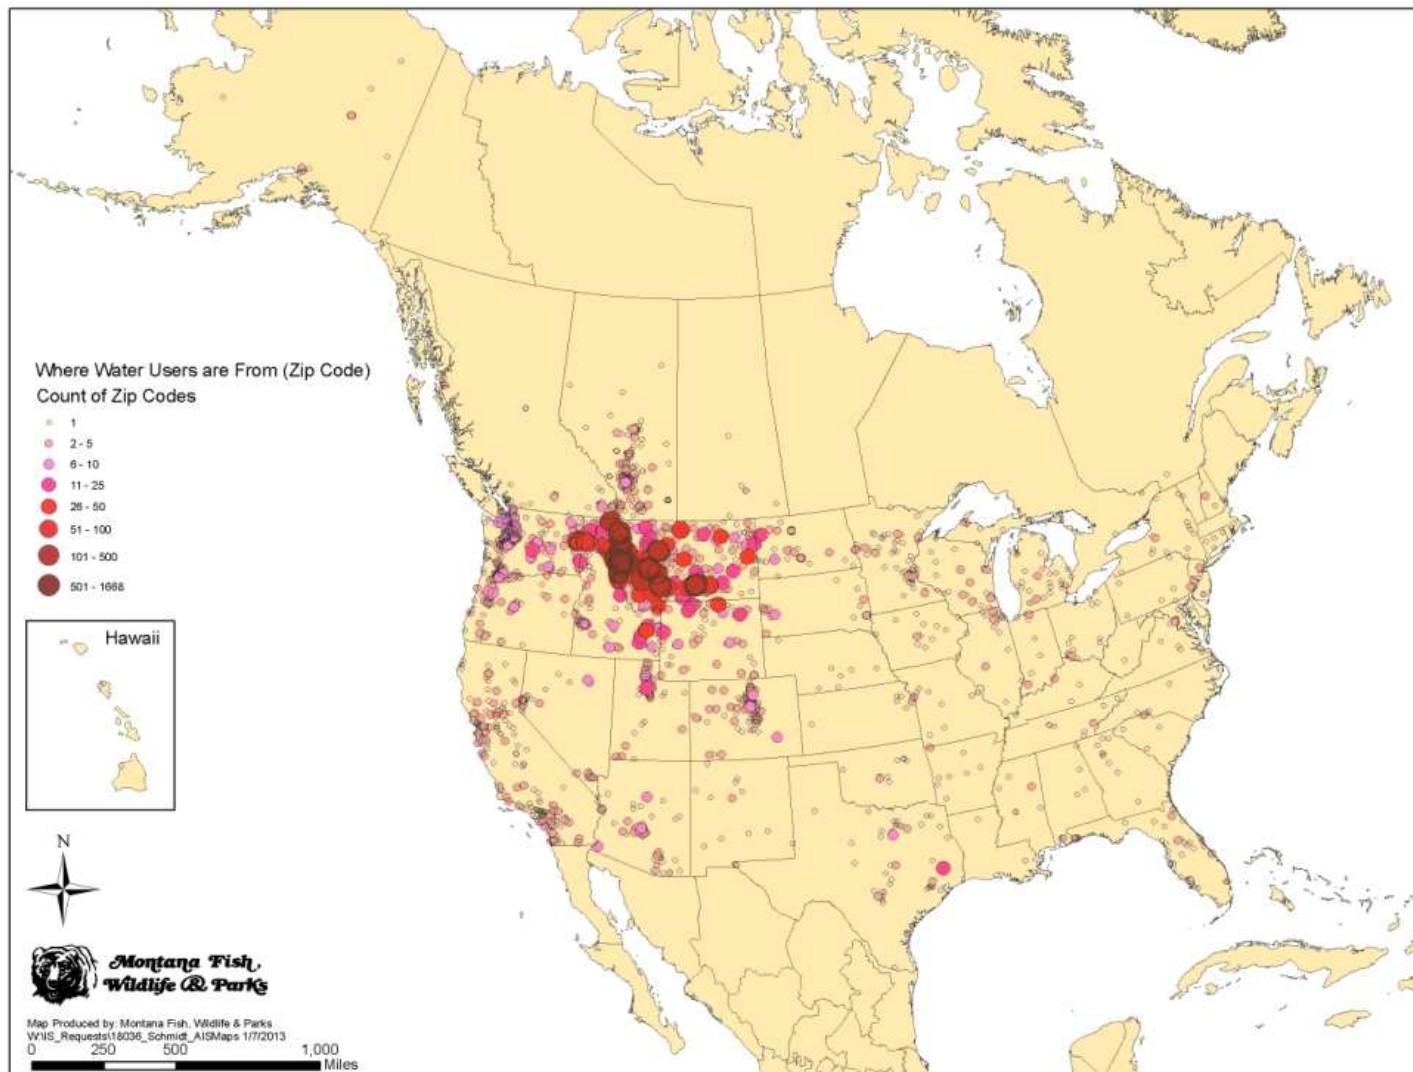 Where Water Users are From (Zip Code)
Count of Zip Codes
1
2 - 5
6 - 10
11 - 25
26 - 50
51 - 100
101 - 500
501 - 1668
Hawaii
N
Montana Fish,
Wildlife & Parks
Map Produced by: Montana Fish, Wildlife & Parks
W:\IS_Requests\18036_Schmidt_AISMaps 1/7/2013
0 250 500 1,000
Miles